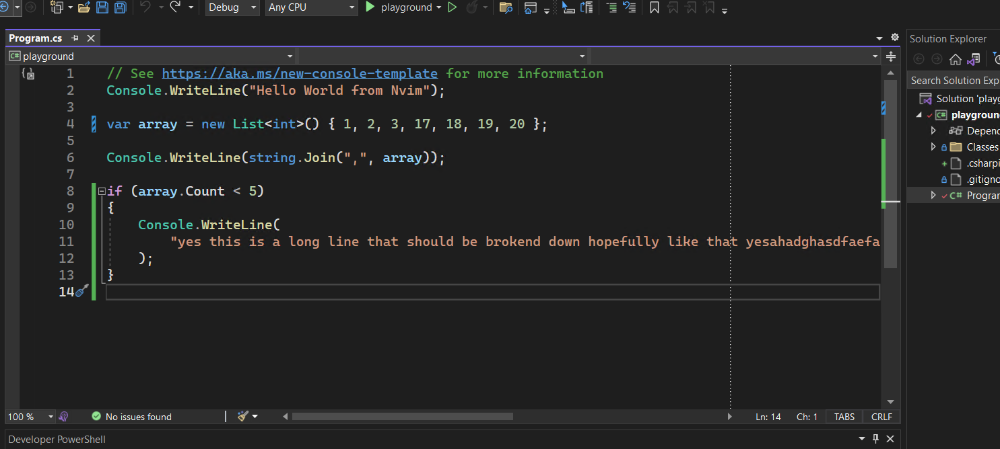 Debug Any CPU playground
Program.cs
Solution Explorer
C# playground
Search Solution Exp
1 // See https://aka.ms/new-console-template for more information
2 Console.WriteLine("Hello World from Nvim");
3
4 var array = new List<int>() { 1, 2, 3, 17, 18, 19, 20 };
5
6 Console.WriteLine(string.Join(",", array));
7
8 if (array.Count < 5)
9 {
10 Console.WriteLine(
11 "yes this is a long line that should be brokend down hopefully like that yesahadghasdfaefa
12 );
13 }
14
Solution 'playg
C# playgroun
Depend
Classes
.csharpi
.gitigno
C# Program
100 % No issues found Ln: 14 Ch: 1 TABS CRLF
Developer PowerShell